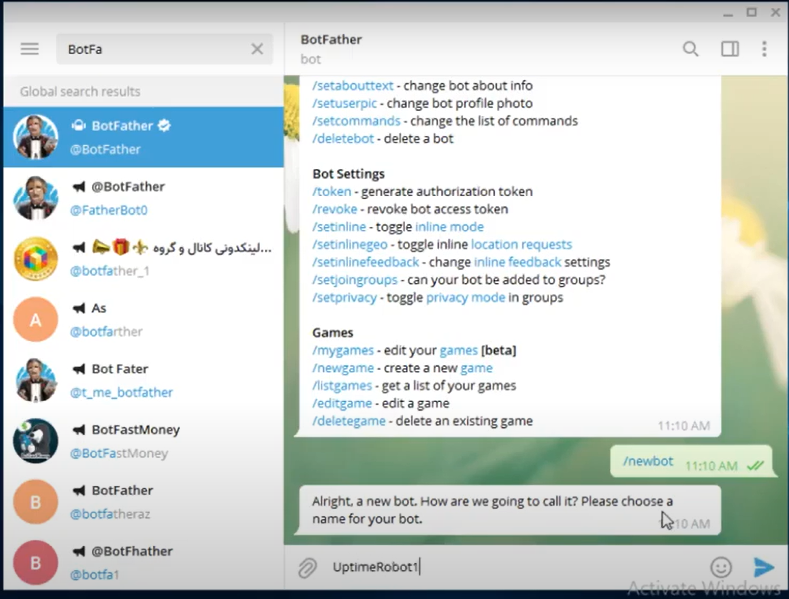 BotFa
Global search results
BotFather
@BotFather
@BotFather
@FatherBot0
لینکدونی کانال و گروه...
@botfather_1
A
As
@botfarther
Bot Fater
@t_me_botfather
BotFastMoney
@BotFastMoney
B
BotFather
@botfatheraz
B
@BotFhather
@botfa1
BotFather
bot
/setabouttext - change bot about info
/setuserpic - change bot profile photo
/setcommands - change the list of commands
/deletebot - delete a bot
Bot Settings
/token - generate authorization token
/revoke - revoke bot access token
/setinline - toggle inline mode
/setinlinegeo - toggle inline location requests
/setinlinefeedback - change inline feedback settings
/setjoingroups - can your bot be added to groups?
/setprivacy - toggle privacy mode in groups
Games
/mygames - edit your games [beta]
/newgame - create a new game
/listgames - get a list of your games
/editgame - edit a game
/deletegame - delete an existing game
11:10 AM
/newbot 11:10 AM
Alright, a new bot. How are we going to call it? Please choose a
name for your bot.
10 AM
UptimeRobot1
Activate Windows